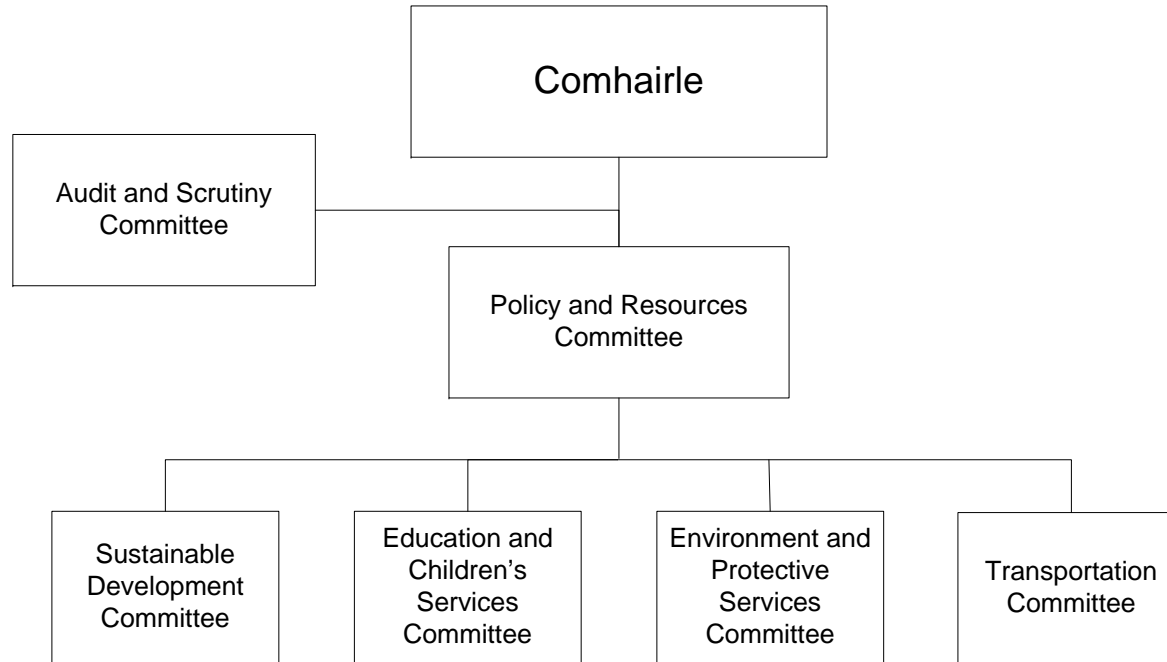 Comhairle
Audit and Scrutiny
Committee
Policy and Resources
Committee
Sustainable
Development
Committee
Education and
Children’s
Services
Committee
Environment and
Protective
Services
Committee
Transportation
Committee